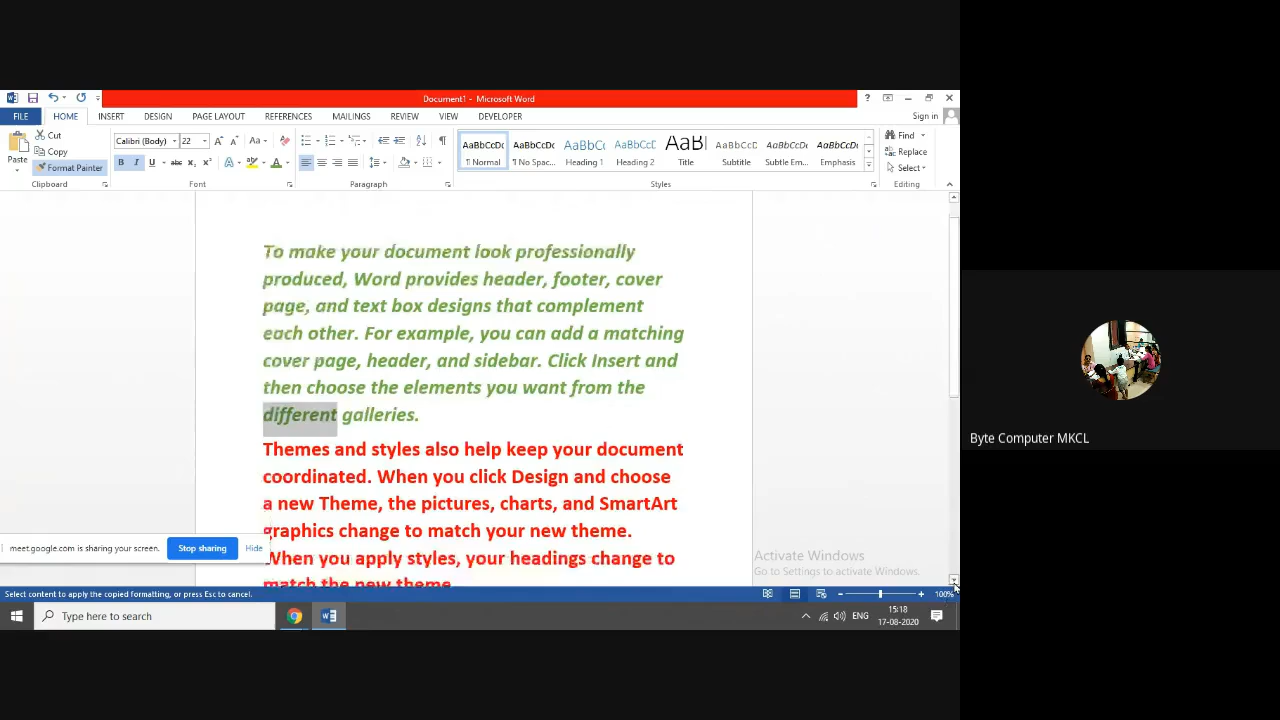 Document1 - Microsoft Word
Sign in
FILE HOME INSERT DESIGN PAGE LAYOUT REFERENCES MAILINGS REVIEW VIEW DEVELOPER
Cut
Copy
Format Painter
Paste
Clipboard
Calibri (Body) 22
Font
Paragraph
AaBbCcDc AaBbCcDc AaBbCc AaBbCc AaBl AaBbCcD AaBbCcDc AaBbCcDc
¶ Normal ¶ No Spac... Heading 1 Heading 2 Title Subtitle Subtle Em... Emphasis
Styles
Find
Replace
Select
Editing
To make your document look professionally
produced, Word provides header, footer, cover
page, and text box designs that complement
each other. For example, you can add a matching
cover page, header, and sidebar. Click Insert and
then choose the elements you want from the
different galleries.
Themes and styles also help keep your document
coordinated. When you click Design and choose
a new Theme, the pictures, charts, and SmartArt
graphics change to match your new theme.
When you apply styles, your headings change to
match the new theme.
meet.google.com is sharing your screen. Stop sharing Hide
Activate Windows
Go to Settings to activate Windows.
Select content to apply the copied formatting, or press Esc to cancel.
100%
Type here to search
ENG
15:18
17-08-2020
Byte Computer MKCL